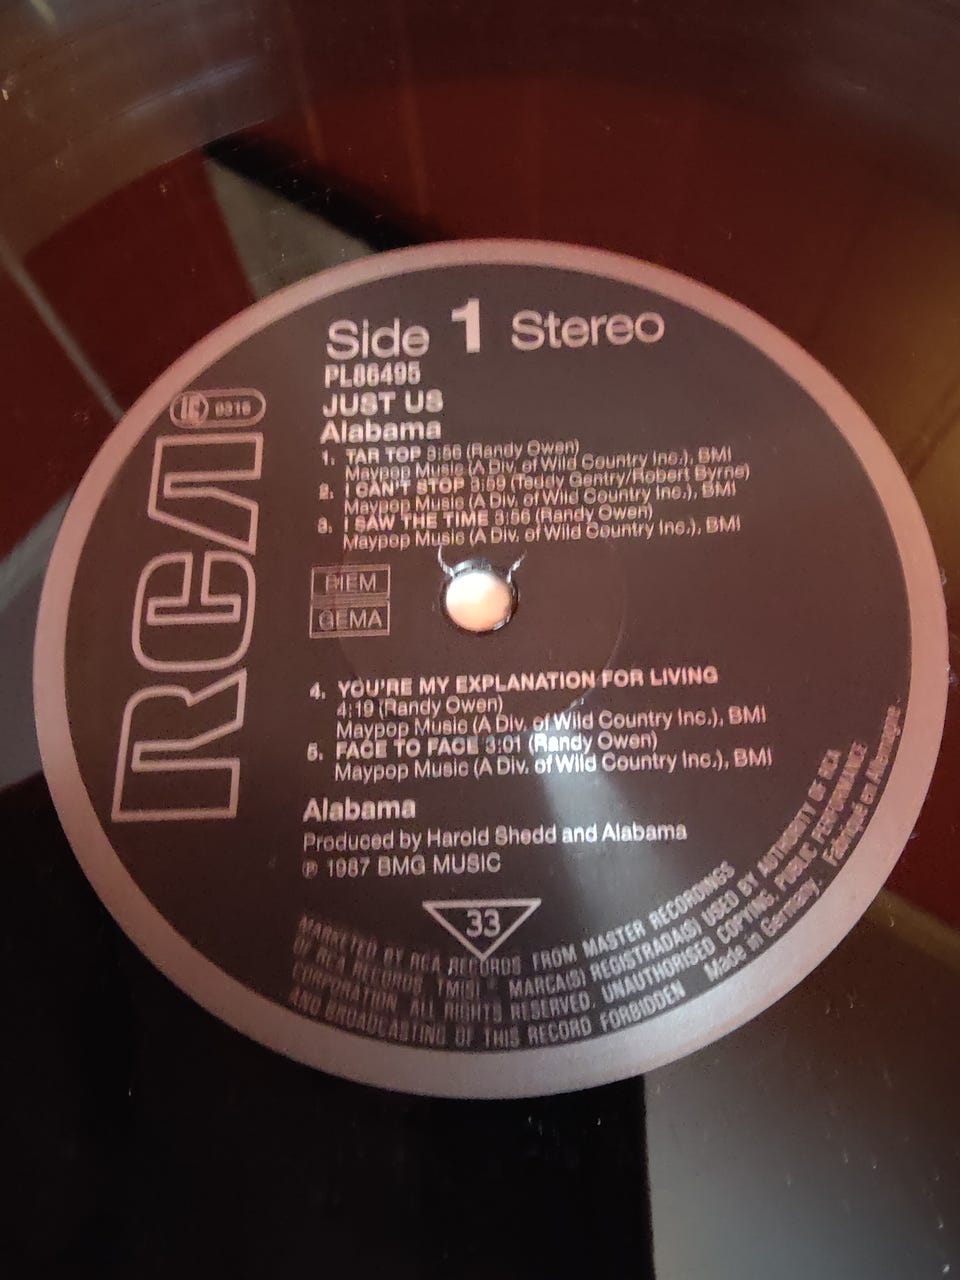 Side 1 Stereo
PL86495
JUST US
Alabama
1. TAR TOP 3:56 (Randy Owen)
Maypop Music (A Div. of Wild Country Inc.), BMI
2. I CAN'T STOP 3:59 (Teddy Gentry/Robert Byrne)
Maypop Music (A Div. of Wild Country Inc.), BMI
3. I SAW THE TIME 3:56 (Randy Owen)
Maypop Music (A Div. of Wild Country Inc.), BMI
LC 0316
RCA
BIEM
GEMA
4. YOU'RE MY EXPLANATION FOR LIVING
4:19 (Randy Owen)
Maypop Music (A Div. of Wild Country Inc.), BMI
5. FACE TO FACE 3:01 (Randy Owen)
Maypop Music (A Div. of Wild Country Inc.), BMI
Alabama
Produced by Harold Shedd and Alabama
℗ 1987 BMG MUSIC
33
MARKETED BY RCA RECORDS FROM MASTER RECORDINGS
OF RCA RECORDS TM(S) ® MARCA(S) REGISTRADA(S) USED BY AUTHORITY OF RCA
CORPORATION. ALL RIGHTS RESERVED. UNAUTHORISED COPYING, PUBLIC PERFORMANCE
AND BROADCASTING OF THIS RECORD FORBIDDEN Made in Germany. Fabriqué en Allemagne.